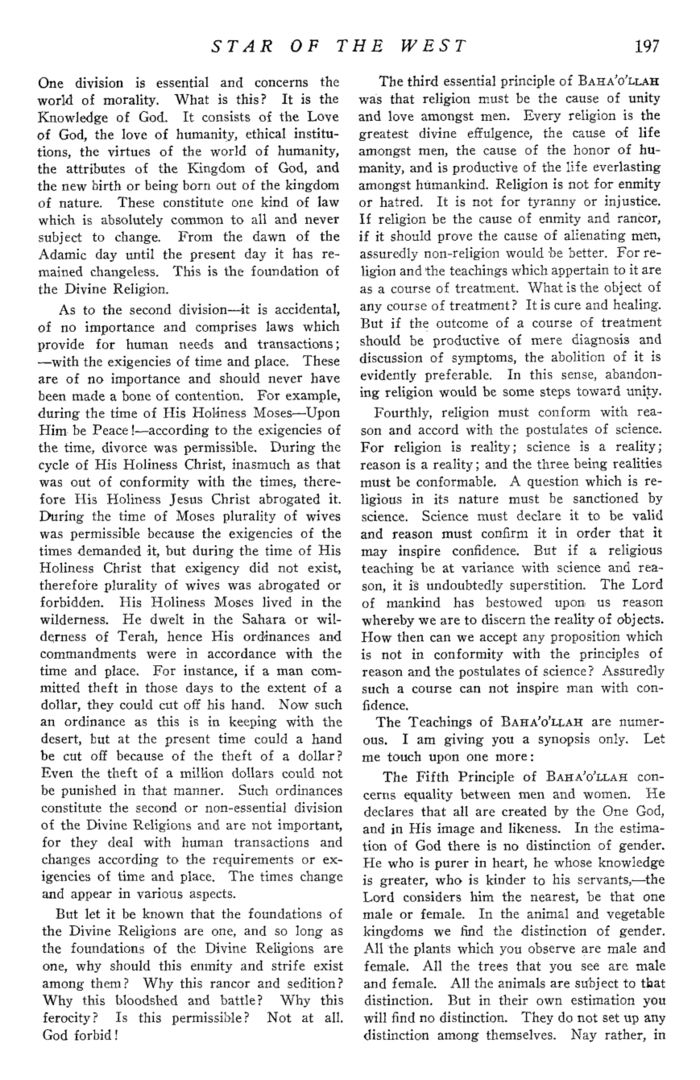 STAR OF THE WEST 197
One division is essential and concerns the
world of morality. What is this? It is the
Knowledge of God. It consists of the Love
of God, the love of humanity, ethical institu-
tions, the virtues of the world of humanity,
the attributes of the Kingdom of God, and
the new birth or being born out of the kingdom
of nature. These constitute one kind of law
which is absolutely common to all and never
subject to change. From the dawn of the
Adamic day until the present day it has re-
mained changeless. This is the foundation of
the Divine Religion.
As to the second division—it is accidental,
of no importance and comprises laws which
provide for human needs and transactions;
—with the exigencies of time and place. These
are of no importance and should never have
been made a bone of contention. For example,
during the time of His Holiness Moses—Upon
Him be Peace!—according to the exigencies of
the time, divorce was permissible. During the
cycle of His Holiness Christ, inasmuch as that
was out of conformity with the times, there-
fore His Holiness Jesus Christ abrogated it.
During the time of Moses plurality of wives
was permissible because the exigencies of the
times demanded it, but during the time of His
Holiness Christ that exigency did not exist,
therefore plurality of wives was abrogated or
forbidden. His Holiness Moses lived in the
wilderness. He dwelt in the Sahara or wil-
derness of Terah, hence His ordinances and
commandments were in accordance with the
time and place. For instance, if a man com-
mitted theft in those days to the extent of a
dollar, they could cut off his hand. Now such
an ordinance as this is in keeping with the
desert, but at the present time could a hand
be cut off because of the theft of a dollar?
Even the theft of a million dollars could not
be punished in that manner. Such ordinances
constitute the second or non-essential division
of the Divine Religions and are not important,
for they deal with human transactions and
changes according to the requirements or ex-
igencies of time and place. The times change
and appear in various aspects.
But let it be known that the foundations of
the Divine Religions are one, and so long as
the foundations of the Divine Religions are
one, why should this enmity and strife exist
among them? Why this rancor and sedition?
Why this bloodshed and battle? Why this
ferocity? Is this permissible? Not at all.
God forbid!
The third essential principle of BAHA'O'LLAH
was that religion must be the cause of unity
and love amongst men. Every religion is the
greatest divine effulgence, the cause of life
amongst men, the cause of the honor of hu-
manity, and is productive of the life everlasting
amongst humankind. Religion is not for enmity
or hatred. It is not for tyranny or injustice.
If religion be the cause of enmity and rancor,
if it should prove the cause of alienating men,
assuredly non-religion would be better. For re-
ligion and the teachings which appertain to it are
as a course of treatment. What is the object of
any course of treatment? It is cure and healing.
But if the outcome of a course of treatment
should be productive of mere diagnosis and
discussion of symptoms, the abolition of it is
evidently preferable. In this sense, abandon-
ing religion would be some steps toward unity.
Fourthly, religion must conform with rea-
son and accord with the postulates of science.
For religion is reality; science is a reality;
reason is a reality; and the three being realities
must be conformable. A question which is re-
ligious in its nature must be sanctioned by
science. Science must declare it to be valid
and reason must confirm it in order that it
may inspire confidence. But if a religious
teaching be at variance with science and rea-
son, it is undoubtedly superstition. The Lord
of mankind has bestowed upon us reason
whereby we are to discern the reality of objects.
How then can we accept any proposition which
is not in conformity with the principles of
reason and the postulates of science? Assuredly
such a course can not inspire man with con-
fidence.
The Teachings of BAHA'O'LLAH are numer-
ous. I am giving you a synopsis only. Let
me touch upon one more:
The Fifth Principle of BAHA'O'LLAH con-
cerns equality between men and women. He
declares that all are created by the One God,
and in His image and likeness. In the estima-
tion of God there is no distinction of gender.
He who is purer in heart, he whose knowledge
is greater, who is kinder to his servants,—the
Lord considers him the nearest, be that one
male or female. In the animal and vegetable
kingdoms we find the distinction of gender.
All the plants which you observe are male and
female. All the trees that you see are male
and female. All the animals are subject to that
distinction. But in their own estimation you
will find no distinction. They do not set up any
distinction among themselves. Nay rather, in